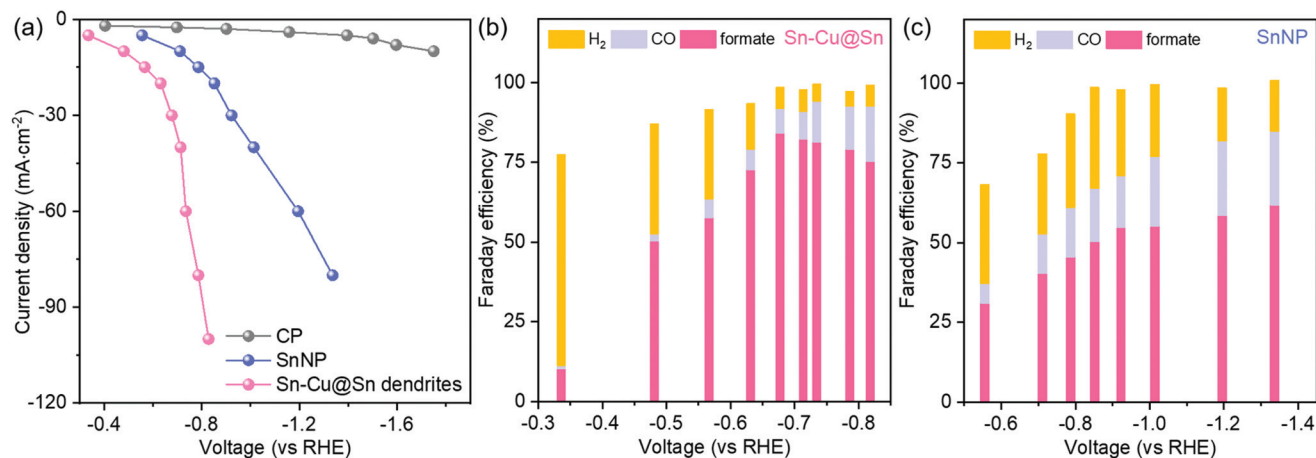 (a)
0
-30
-60
-90
-120
Current density (mA·cm⁻²)
CP
SnNP
Sn-Cu@Sn dendrites
-0.4
-0.8
-1.2
-1.6
Voltage (vs RHE)
(b)
H₂
CO
formate
Sn-Cu@Sn
100
75
50
25
0
Faraday efficiency (%)
-0.3
-0.4
-0.5
-0.6
-0.7
-0.8
Voltage (vs RHE)
(c)
H₂
CO
formate
SnNP
100
75
50
25
0
Faraday efficiency (%)
-0.6
-0.8
-1.0
-1.2
-1.4
Voltage (vs RHE)